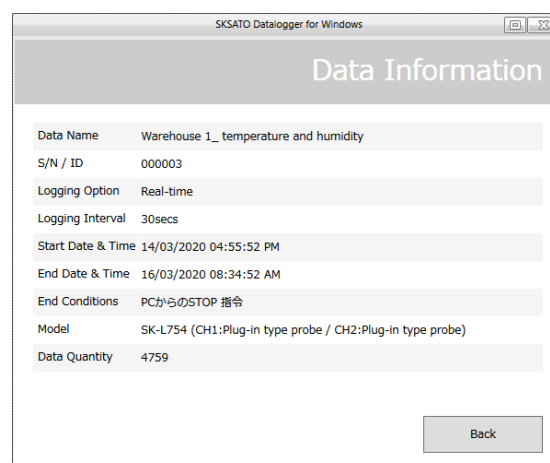 SKSATO Datalogger for Windows
Data Information
Data Name Warehouse 1_ temperature and humidity
S/N / ID 000003
Logging Option Real-time
Logging Interval 30secs
Start Date & Time 14/03/2020 04:55:52 PM
End Date & Time 16/03/2020 08:34:52 AM
End Conditions PCからのSTOP 指令
Model SK-L754 (CH1:Plug-in type probe / CH2:Plug-in type probe)
Data Quantity 4759
Back